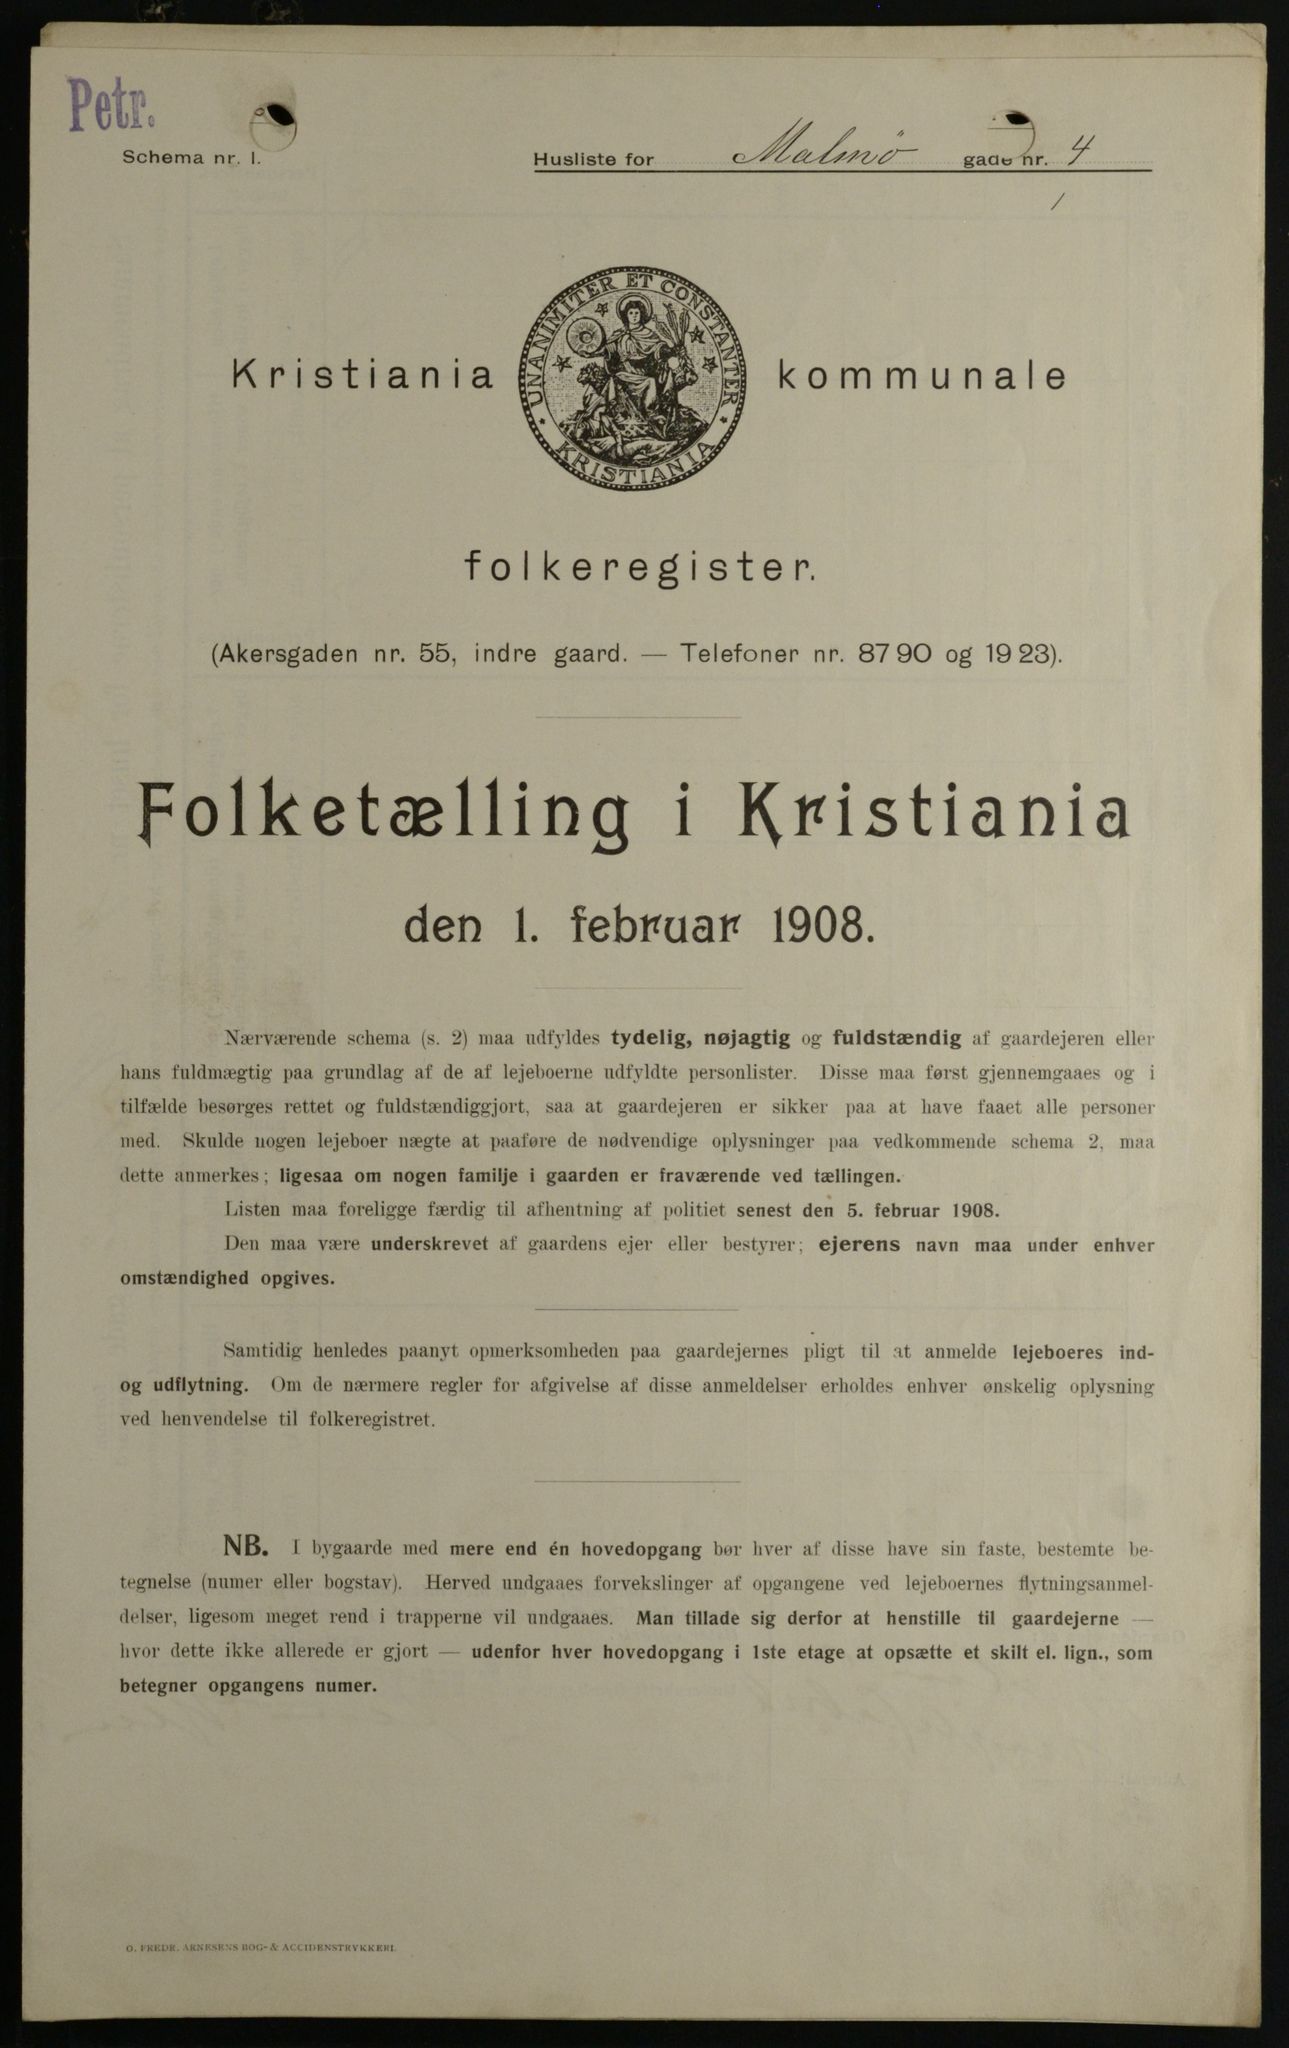 Petr.
Schema nr. 1.
Husliste for Malmö gade nr. 4
1
UNANIMITER ET CONSTANTER
KRISTIANIA
Kristiania kommunale
folkeregister.
(Akersgaden nr. 55, indre gaard. — Telefoner nr. 8790 og 1923).
Folketælling i Kristiania
den 1. februar 1908.
Nærværende schema (s. 2) maa udfyldes tydelig, nøjagtig og fuldstændig af gaardejeren eller
hans fuldmægtig paa grundlag af de af lejeboerne udfyldte personlister. Disse maa først gjennemgaaes og i
tilfælde besørges rettet og fuldstændiggjort, saa at gaardejeren er sikker paa at have faaet alle personer
med. Skulde nogen lejeboer nægte at paaføre de nødvendige oplysninger paa vedkommende schema 2, maa
dette anmerkes; ligesaa om nogen familje i gaarden er fraværende ved tællingen.
Listen maa foreligge færdig til afhentning af politiet senest den 5. februar 1908.
Den maa være underskrevet af gaardens ejer eller bestyrer; ejerens navn maa under enhver
omstændighed opgives.
Samtidig henledes paanyt opmerksomheden paa gaardejernes pligt til at anmelde lejeboeres ind-
og udflytning. Om de nærmere regler for afgivelse af disse anmeldelser erholdes enhver ønskelig oplysning
ved henvendelse til folkeregistret.
NB. I bygaarde med mere end én hovedopgang bør hver af disse have sin faste, bestemte be-
tegnelse (numer eller bogstav). Herved undgaaes forvekslinger af opgangene ved lejeboernes flytningsanmel-
delser, ligesom meget rend i trapperne vil undgaaes. Man tillade sig derfor at henstille til gaardejerne —
hvor dette ikke allerede er gjort — udenfor hver hovedopgang i 1ste etage at opsætte et skilt el. lign., som
betegner opgangens numer.
O. FREDR. ARNESENS BOG- & ACCIDENSTRYKKERI.